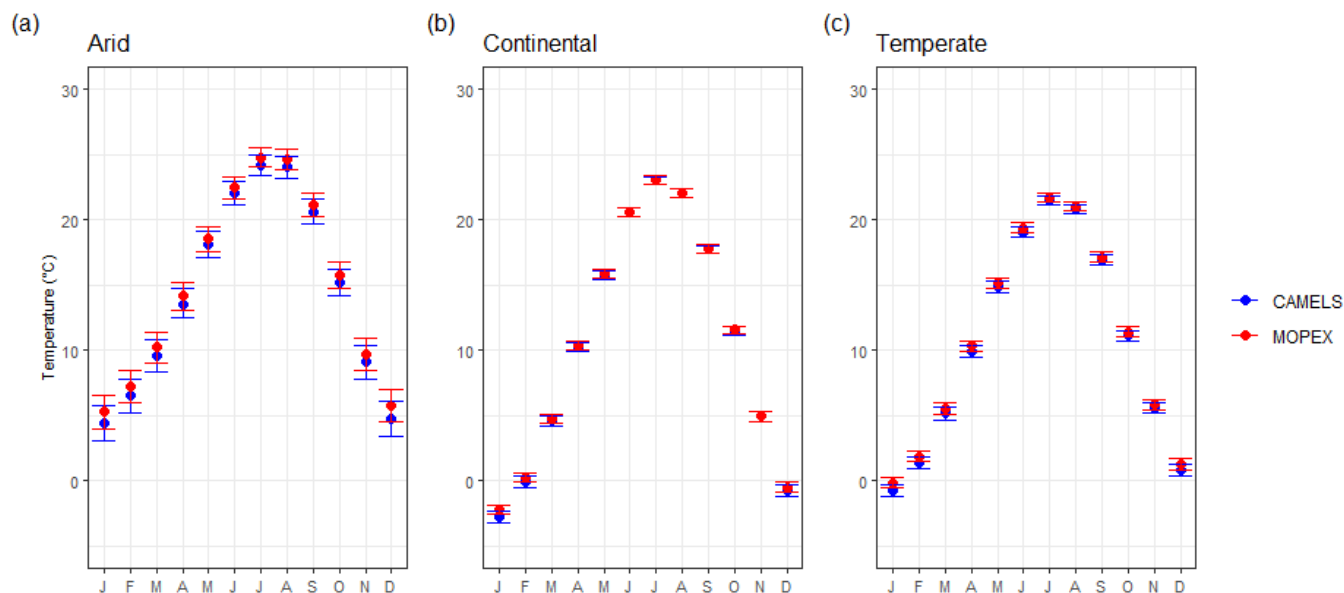 (a)
Arid
(b)
Continental
(c)
Temperate
Temperature (°C)
30
20
10
0
J F M A M J J A S O N D
30
20
10
0
J F M A M J J A S O N D
30
20
10
0
J F M A M J J A S O N D
CAMELS
MOPEX